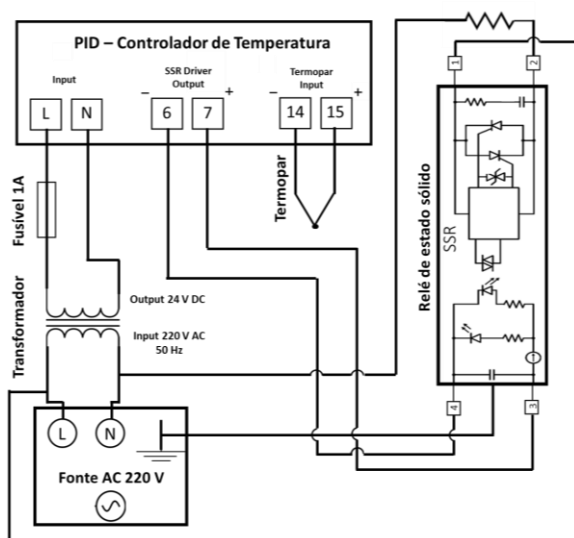 PID – Controlador de Temperatura
Input
SSR Driver
Output
Termopar
Input
L
N
–
6
7
+
–
14
15
+
1
2
Fusível 1A
Termopar
Relé de estado sólido
SSR
Transformador
Output 24 V DC
Input 220 V AC
50 Hz
4
3
L
N
Fonte AC 220 V